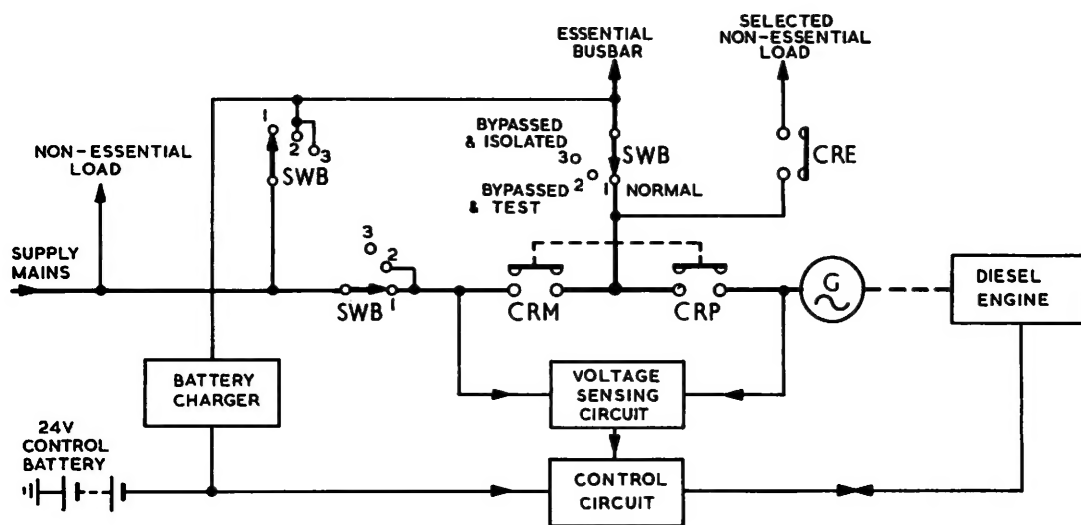 ESSENTIAL
BUSBAR
SELECTED
NON-ESSENTIAL
LOAD
1
2
3
SWB
BYPASSED
& ISOLATED
3
2
1
SWB
NORMAL
BYPASSED
& TEST
CRE
NON-ESSENTIAL
LOAD
SUPPLY
MAINS
3
2
1
SWB
CRM
CRP
G
DIESEL
ENGINE
BATTERY
CHARGER
VOLTAGE
SENSING
CIRCUIT
24V
CONTROL
BATTERY
CONTROL
CIRCUIT